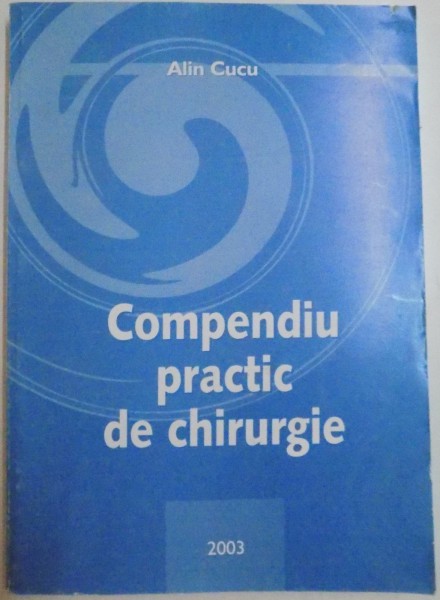 Alin Cucu
Compendiu
practic
de chirurgie
2003